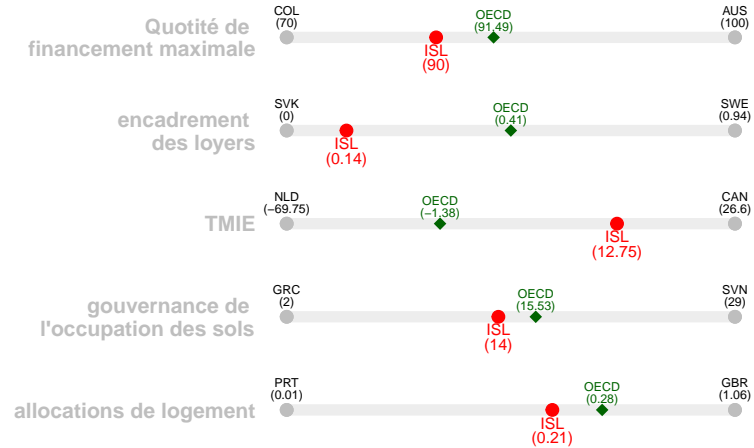 Quotité de
financement maximale
COL
(70)
ISL
(90)
OECD
(91,49)
AUS
(100)
encadrement
des loyers
SVK
(0)
ISL
(0.14)
OECD
(0.41)
SWE
(0.94)
TMIE
NLD
(−69.75)
OECD
(−1.38)
ISL
(12.75)
CAN
(26.6)
gouvernance de
l'occupation des sols
GRC
(2)
ISL
(14)
OECD
(15.53)
SVN
(29)
allocations de logement
PRT
(0.01)
ISL
(0.21)
OECD
(0.28)
GBR
(1.06)